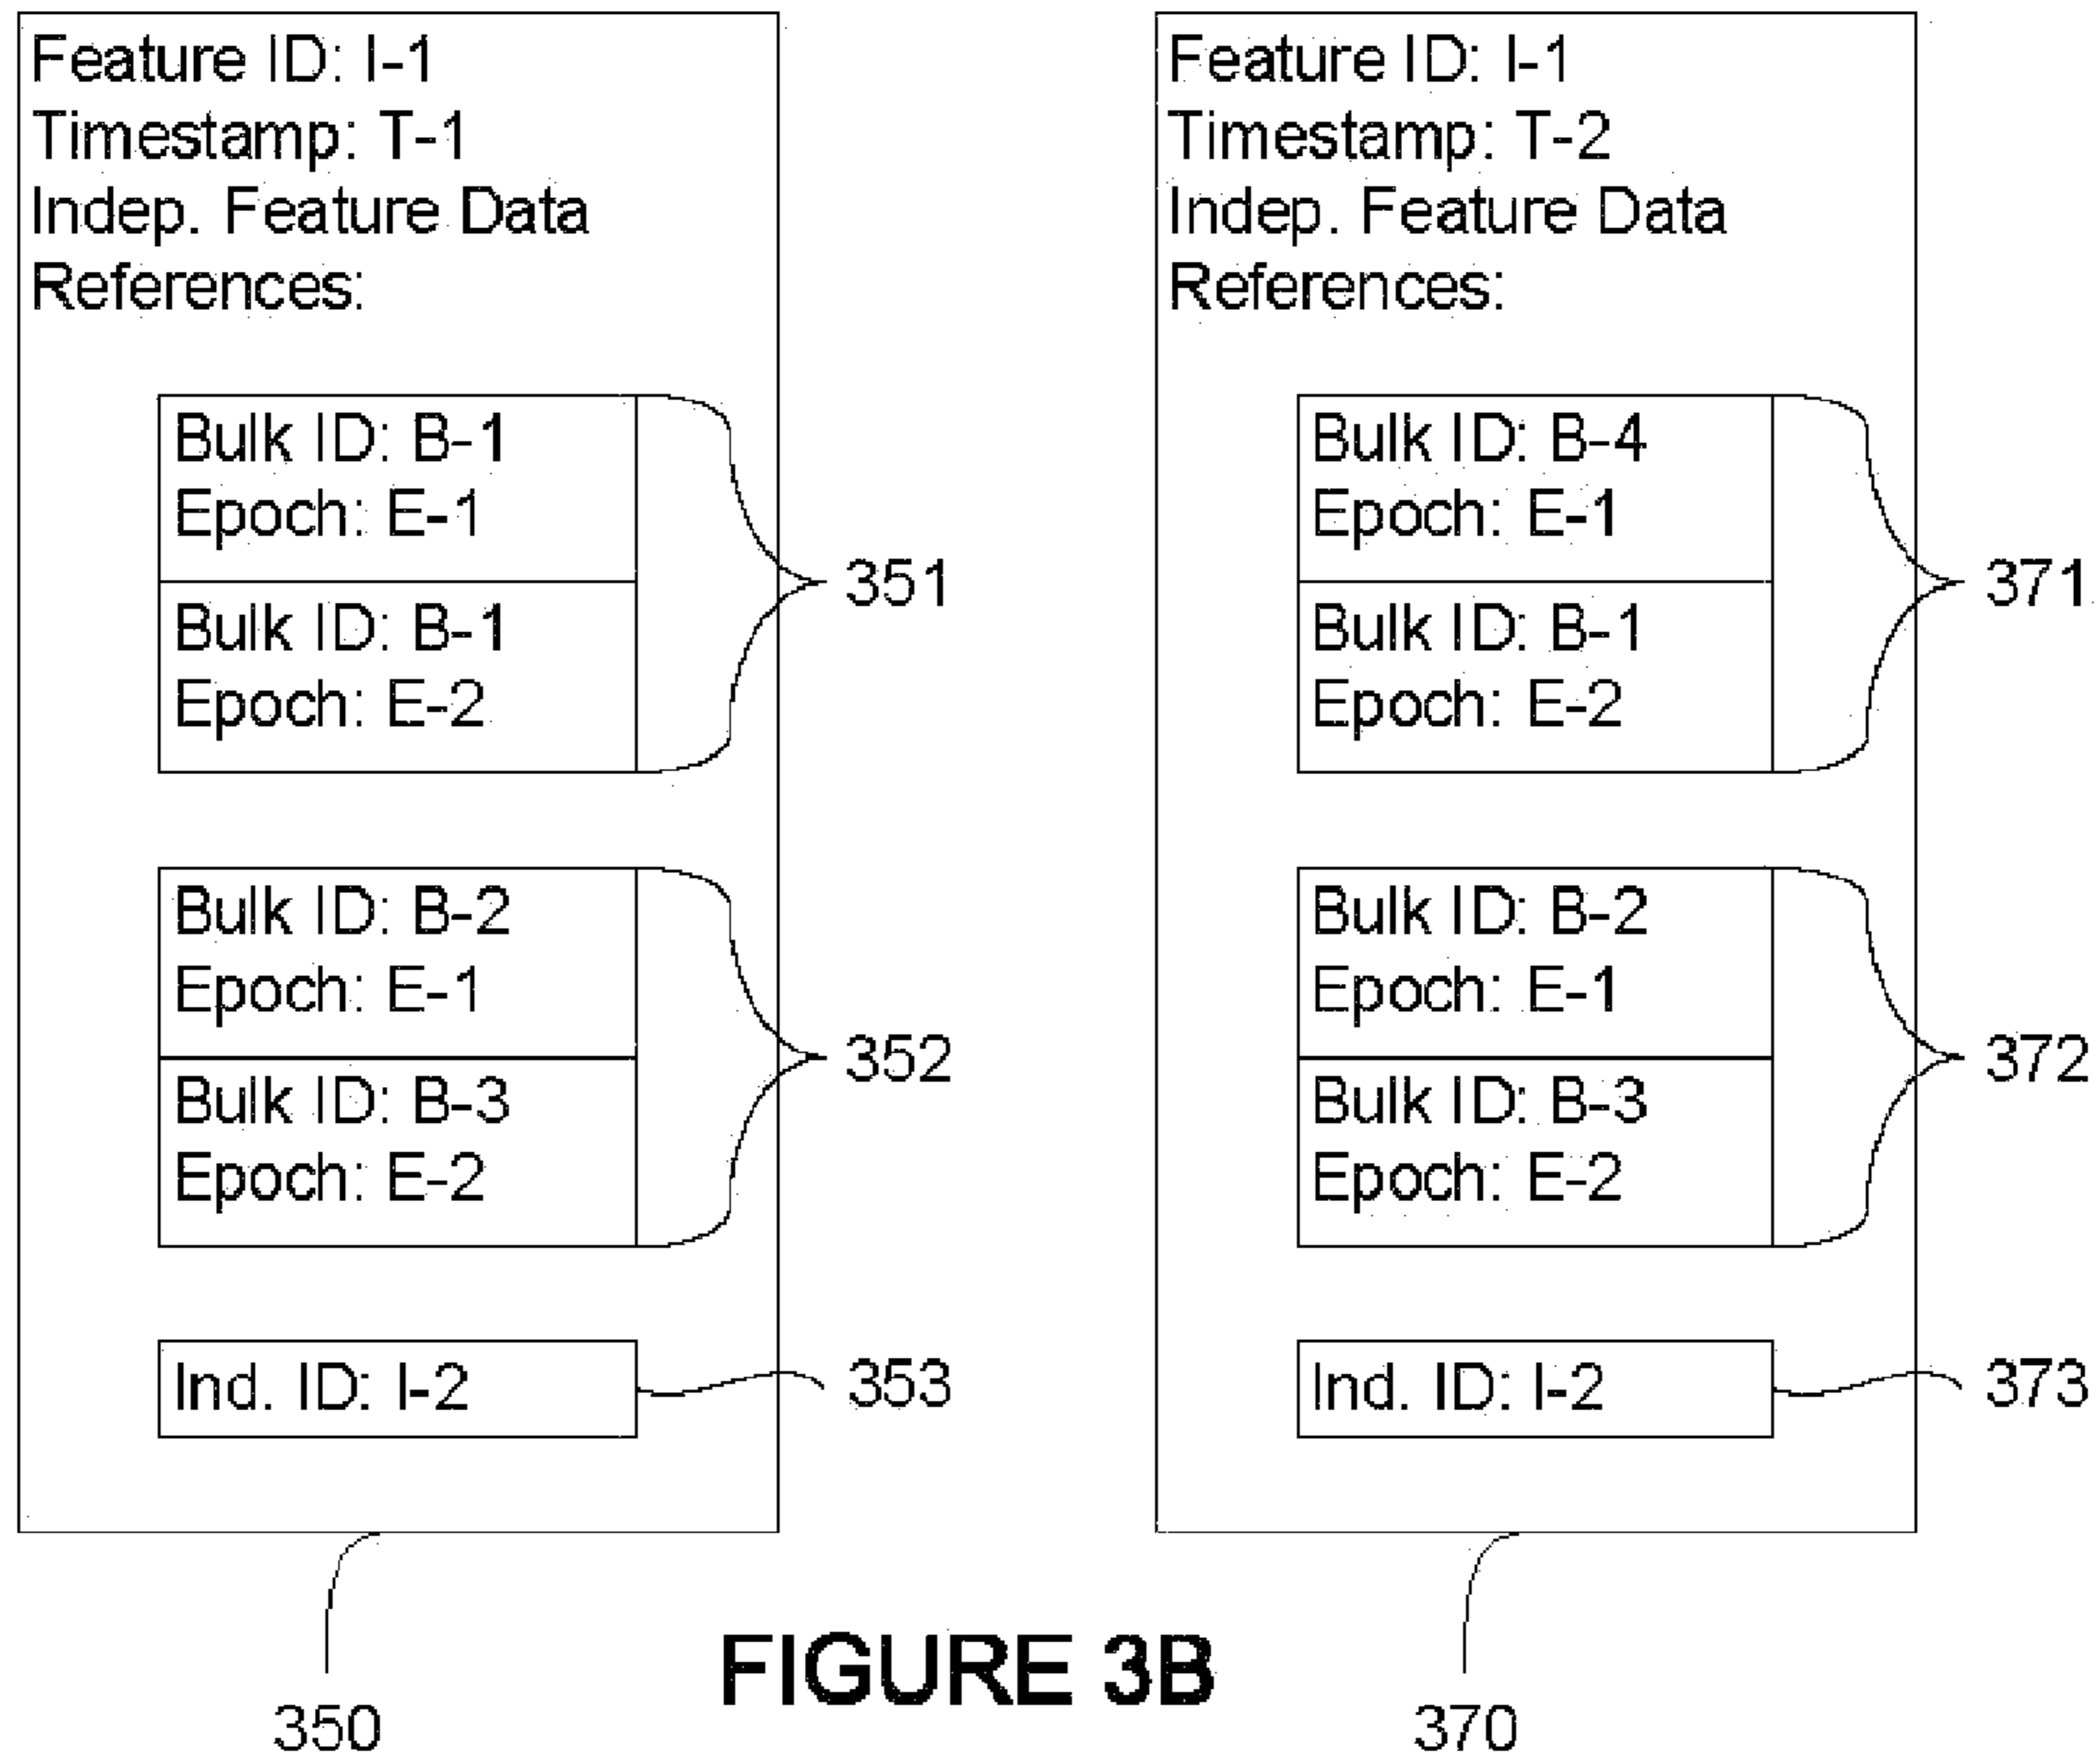 Feature ID: I-1
Timestamp: T-1
Indep. Feature Data
References:
Bulk ID: B-1
Epoch: E-1
Bulk ID: B-1
Epoch: E-2
351
Bulk ID: B-2
Epoch: E-1
Bulk ID: B-3
Epoch: E-2
352
Ind. ID: I-2
353
350
Feature ID: I-1
Timestamp: T-2
Indep. Feature Data
References:
Bulk ID: B-4
Epoch: E-1
Bulk ID: B-1
Epoch: E-2
371
Bulk ID: B-2
Epoch: E-1
Bulk ID: B-3
Epoch: E-2
372
Ind. ID: I-2
373
370
FIGURE 3B